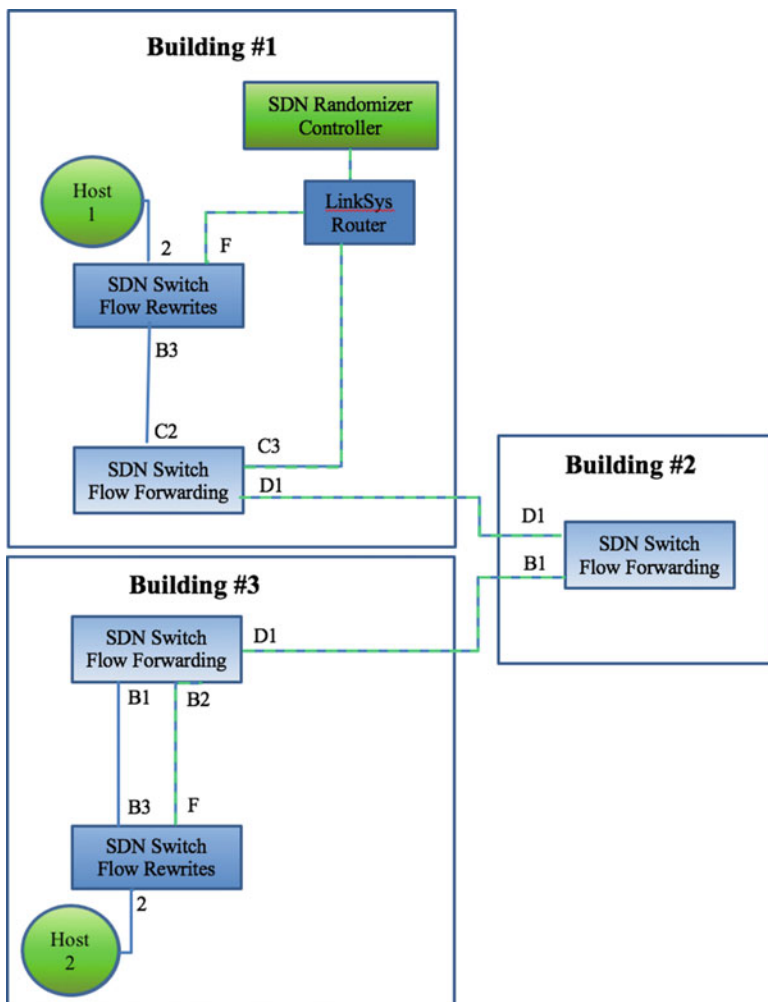 Building #1
SDN Randomizer
Controller
Host
1
LinkSys
Router
2
F
SDN Switch
Flow Rewrites
B3
C2
C3
SDN Switch
Flow Forwarding
D1
Building #2
D1
SDN Switch
Flow Forwarding
B1
Building #3
SDN Switch
Flow Forwarding
D1
B1
B2
B3
F
SDN Switch
Flow Rewrites
2
Host
2